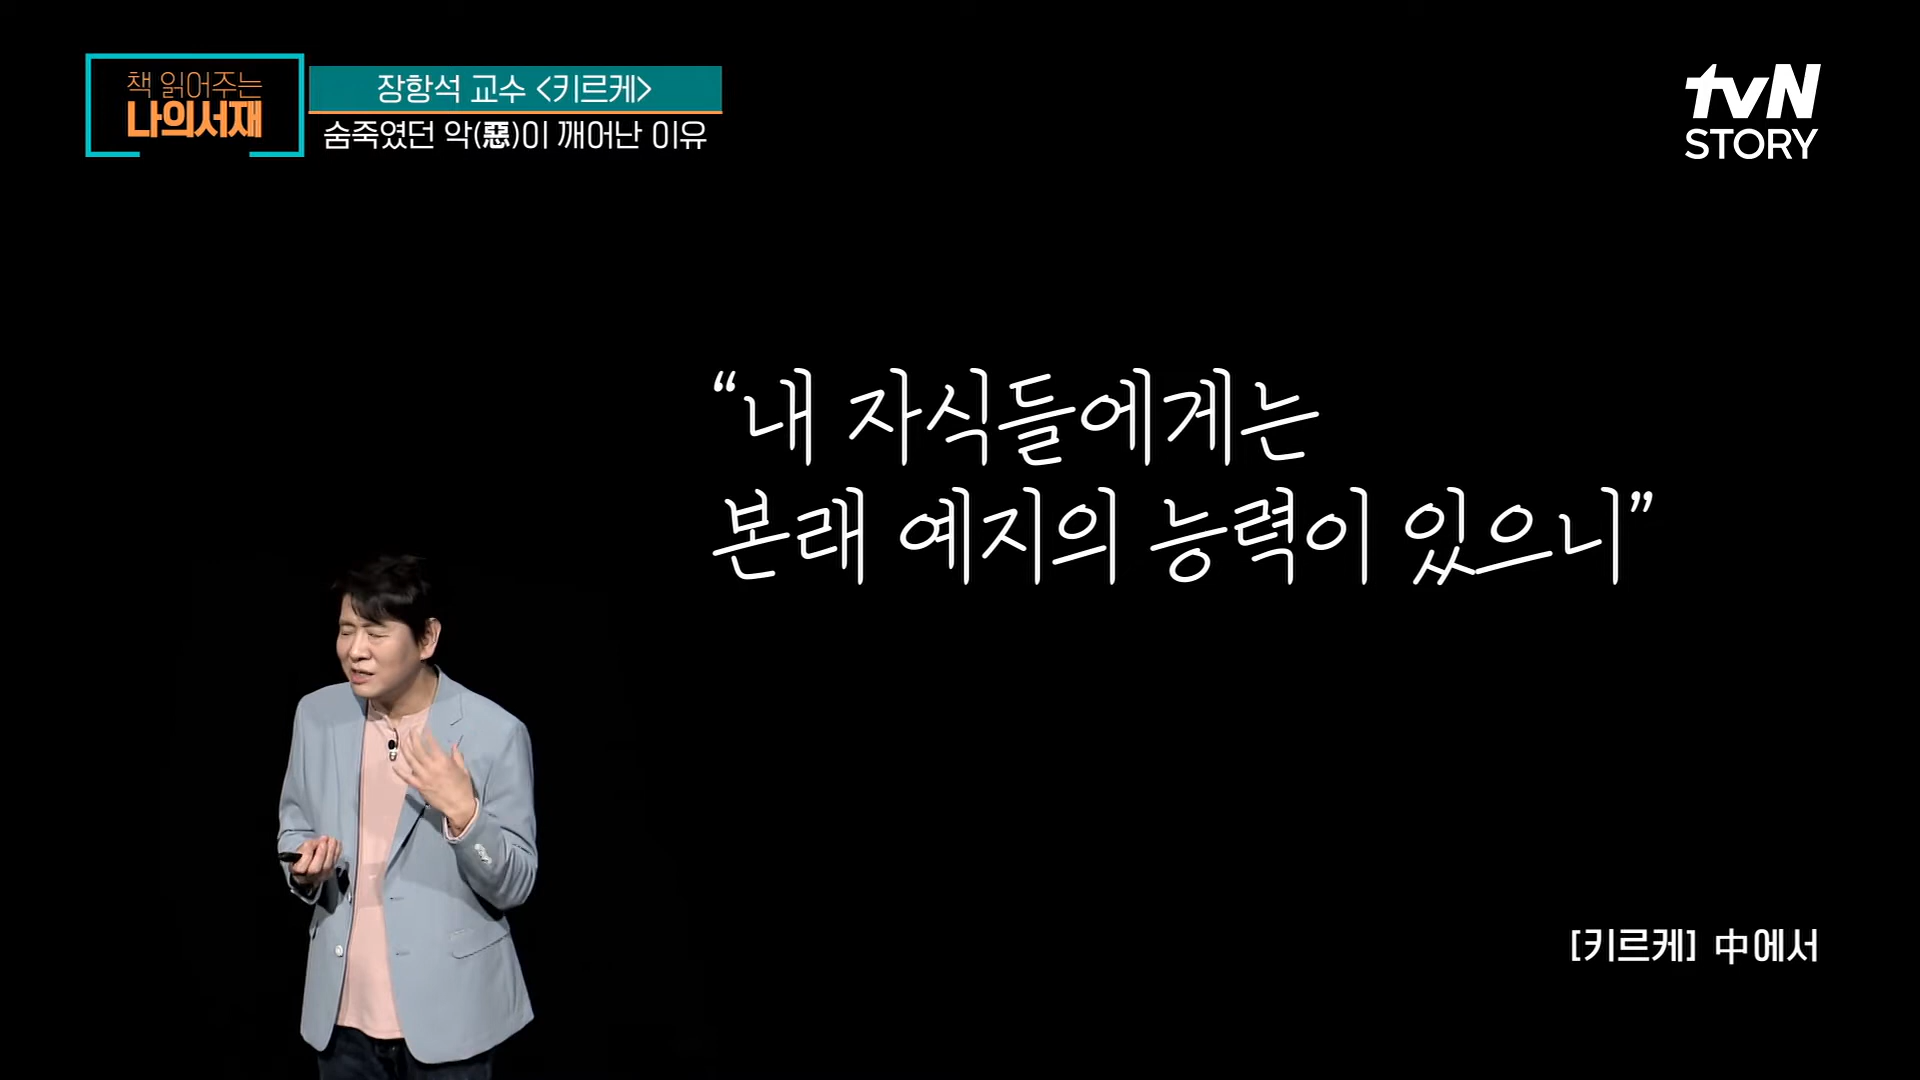 책 읽어주는
나의서재
장항석 교수 <키르케>
숨죽였던 악(惡)이 깨어난 이유
tvN
STORY
“내 자식들에게는
본래 예지의 능력이 있으니”
[키르케] 中에서